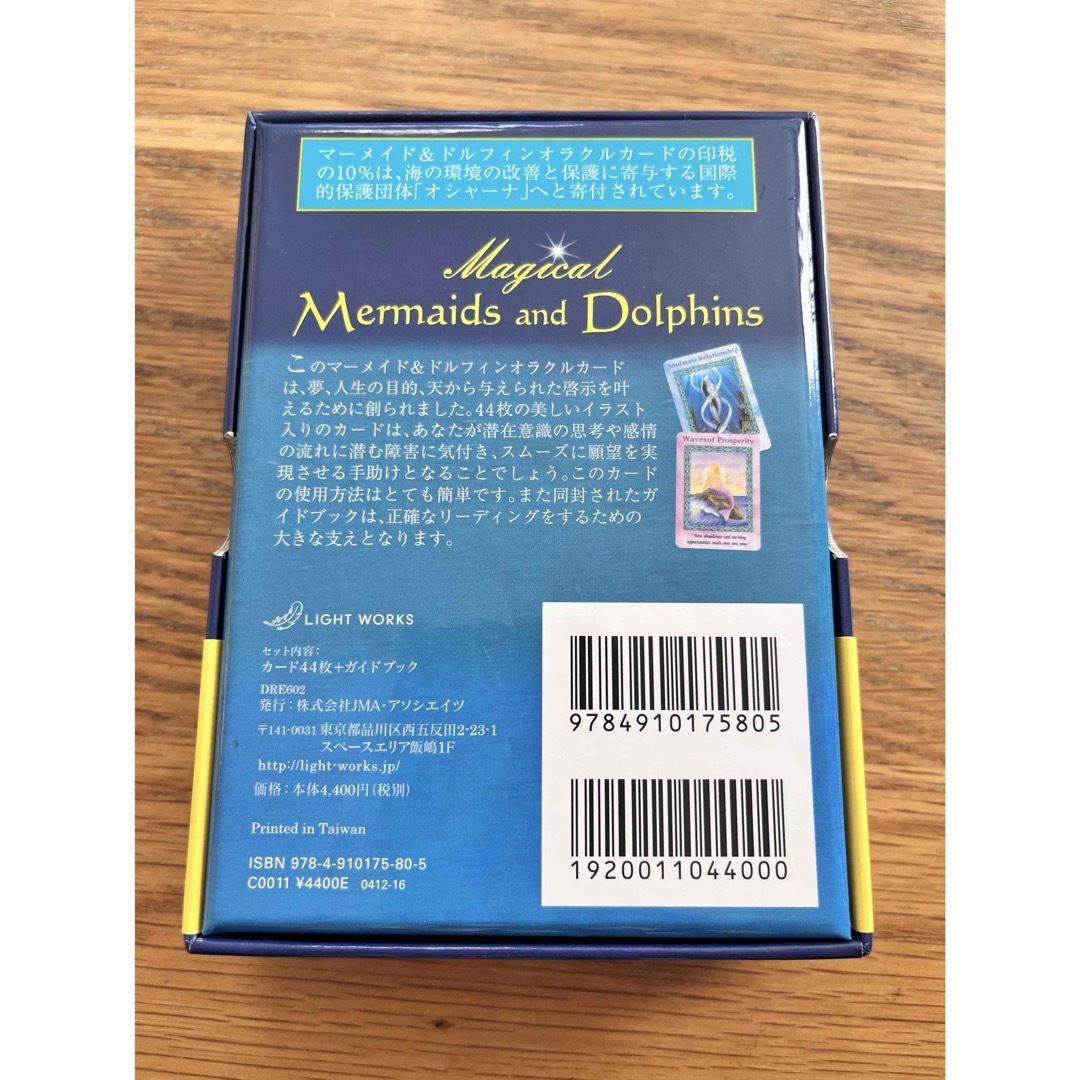 マーメイド&ドルフィンオラクルカードの印税
の10%は、海の環境の改善と保護に寄与する国際
的保護団体「オシャーナ」へと寄付されています。
Magical
Mermaids and Dolphins
このマーメイド&ドルフィンオラクルカード
は、夢、人生の目的、天から与えられた啓示を叶
えるために創られました。44枚の美しいイラスト
入りのカードは、あなたが潜在意識の思考や感情
の流れに潜む障害に気付き、スムーズに願望を実
現させる手助けとなることでしょう。このカード
の使用方法はとても簡単です。また同封されたガ
イドブックは、正確なリーディングをするための
大きな支えとなります。
Soulmate Relationship
Waves of Prosperity
"New abundance and exciting
opportunities wash over you now."
LIGHT WORKS
セット内容:
カード44枚+ガイドブック
DRE602
発行:株式会社JMA・アソシエイツ
〒141-0031 東京都品川区西五反田2-23-1
スペースエリア飯嶋1F
http://light-works.jp/
価格:本体4,400円(税別)
Printed in Taiwan
ISBN 978-4-910175-80-5
C0011 ¥4400E 0412-16
9784910175805
1920011044000